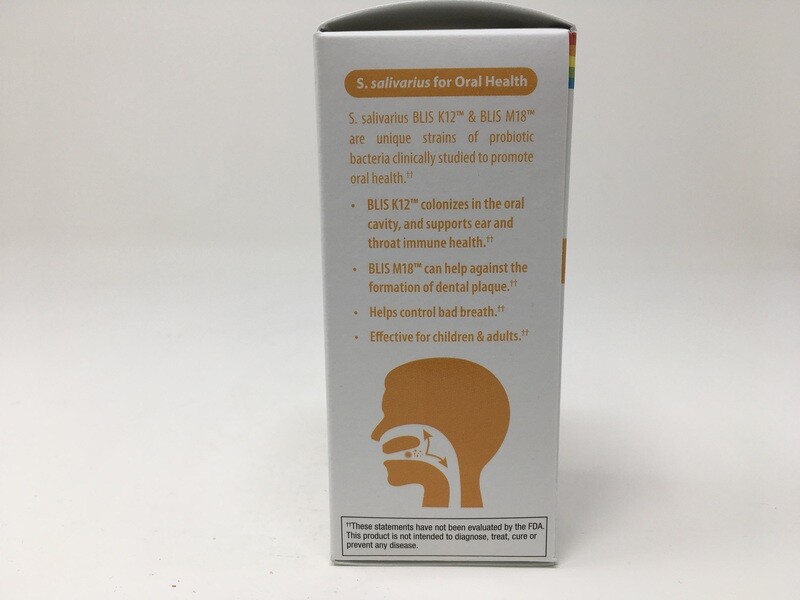 S. salivarius for Oral Health
S. salivarius BLIS K12™ & BLIS M18™
are unique strains of probiotic
bacteria clinically studied to promote
oral health.††
• BLIS K12™ colonizes in the oral
cavity, and supports ear and
throat immune health.††
• BLIS M18™ can help against the
formation of dental plaque.††
• Helps control bad breath.††
• Effective for children & adults.††
††These statements have not been evaluated by the FDA.
This product is not intended to diagnose, treat, cure or
prevent any disease.